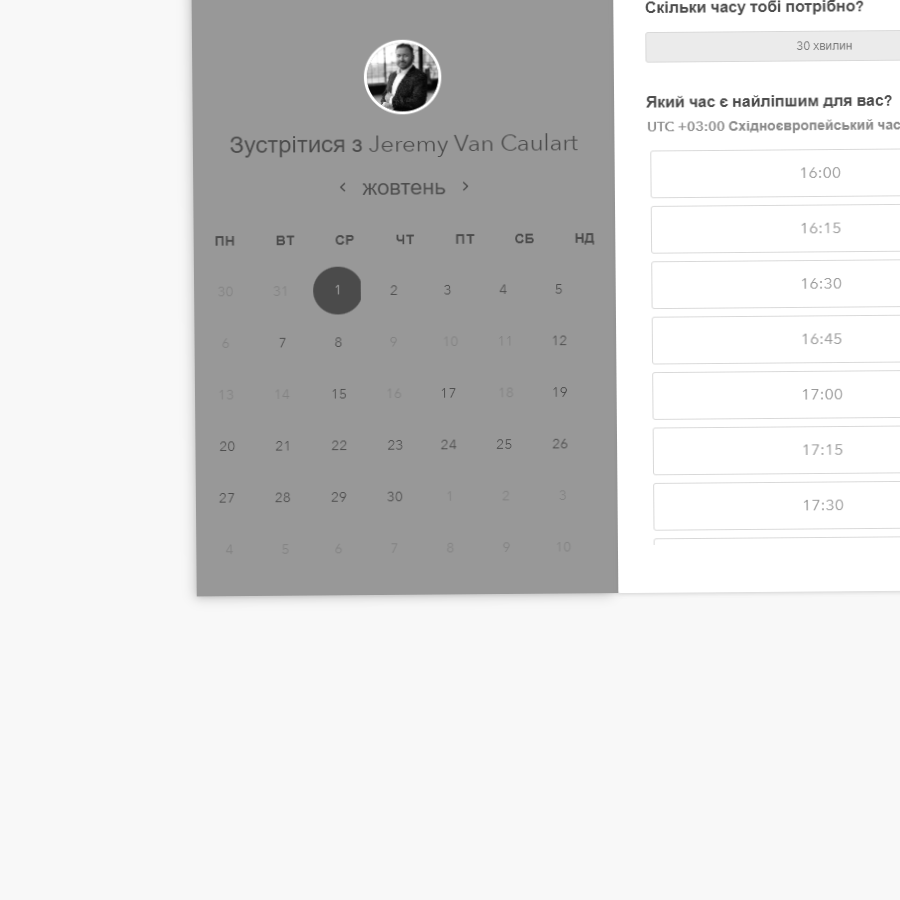 Зустрітися з Jeremy Van Caulart
жовтень
ПН ВТ СР ЧТ ПТ СБ НД
30 31 1 2 3 4 5
6 7 8 9 10 11 12
13 14 15 16 17 18 19
20 21 22 23 24 25 26
27 28 29 30 1 2 3
4 5 6 7 8 9 10
Скільки часу тобі потрібно?
30 хвилин
Який час є найліпшим для вас?
UTC +03:00 Східноєвропейський час
16:00
16:15
16:30
16:45
17:00
17:15
17:30